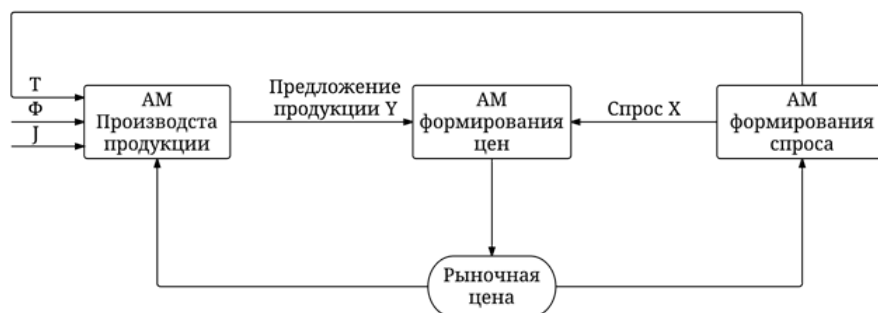 T
Ф
J
АМ
Производста
продукции
Предложение
продукции Y
АМ
формирования
цен
Спрос X
АМ
формирования
спроса
Рыночная
цена